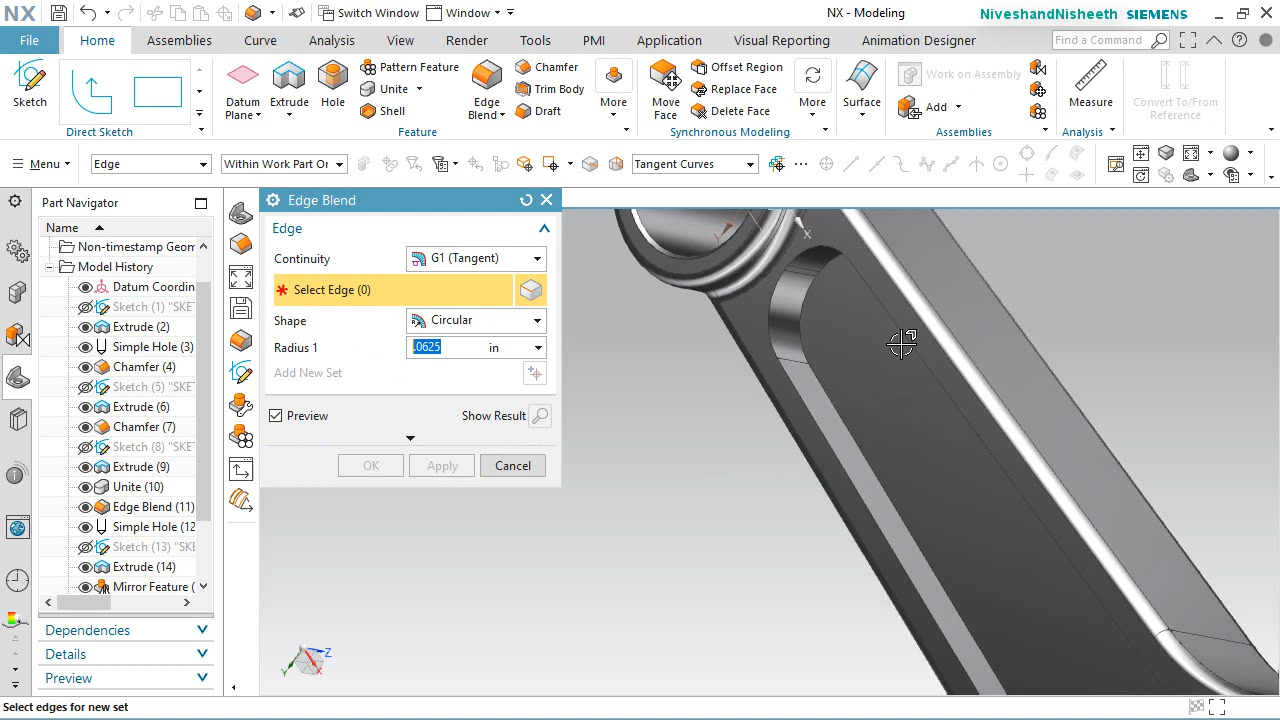 NX
Switch Window
Window
NX - Modeling
NiveshandNisheeth SIEMENS
File
Home
Assemblies
Curve
Analysis
View
Render
Tools
PMI
Application
Visual Reporting
Animation Designer
Find a Command
Sketch
Direct Sketch
Datum Plane
Extrude
Hole
Pattern Feature
Unite
Shell
Edge Blend
Chamfer
Trim Body
Draft
More
Feature
Move Face
Offset Region
Replace Face
Delete Face
More
Synchronous Modeling
Surface
Work on Assembly
Add
Assemblies
Measure
Analysis
Convert To/From Reference
Menu
Edge
Within Work Part On
Tangent Curves
Part Navigator
Name
Non-timestamp Geom
Model History
Datum Coordin
Sketch (1) "SKE
Extrude (2)
Simple Hole (3)
Chamfer (4)
Sketch (5) "SKE
Extrude (6)
Chamfer (7)
Sketch (8) "SKE
Extrude (9)
Unite (10)
Edge Blend (11)
Simple Hole (12
Sketch (13) "SKE
Extrude (14)
Mirror Feature (
Dependencies
Details
Preview
Edge Blend
Edge
Continuity
G1 (Tangent)
* Select Edge (0)
Shape
Circular
Radius 1
.0625
in
Add New Set
Preview
Show Result
OK
Apply
Cancel
Y
X
Z
Y
X
Select edges for new set